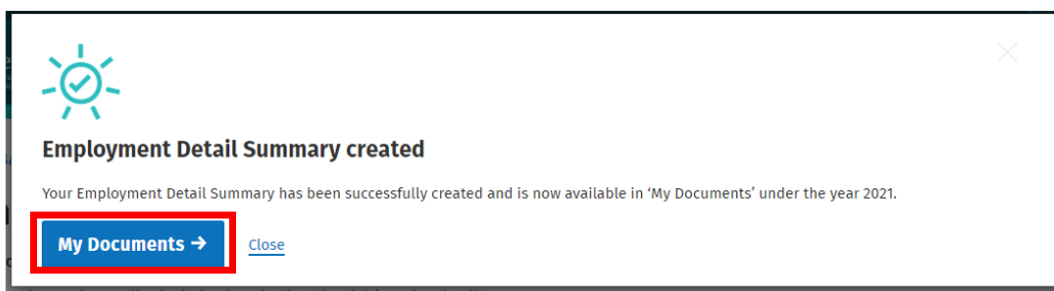 Employment Detail Summary created
Your Employment Detail Summary has been successfully created and is now available in ‘My Documents’ under the year 2021.
My Documents →
Close